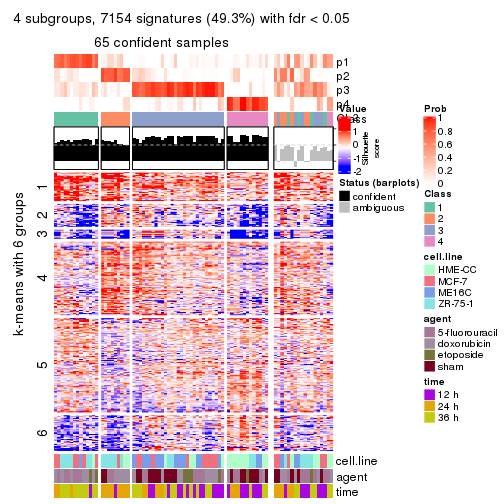 4 subgroups, 7154 signatures (49.3%) with fdr < 0.05
65 confident samples
p1
p2
p3
p4
Class
Silhouette
score
k-means with 6 groups
1
2
3
4
5
6
cell.line
agent
time
Value
1
0
-1
-2
Status (barplots)
confident
ambiguous
Prob
1
0.8
0.6
0.4
0.2
0
Class
1
2
3
4
cell.line
HME-CC
MCF-7
ME16C
ZR-75-1
agent
5-fluorouracil
doxorubicin
etoposide
sham
time
12 h
24 h
36 h